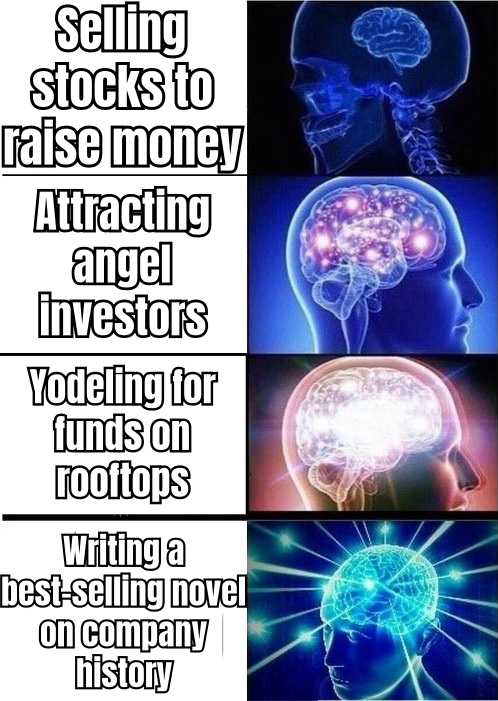 Selling
stocks to
raise money
Attracting
angel
investors
Yodeling for
funds on
rooftops
Writing a
best-selling novel
on company
history